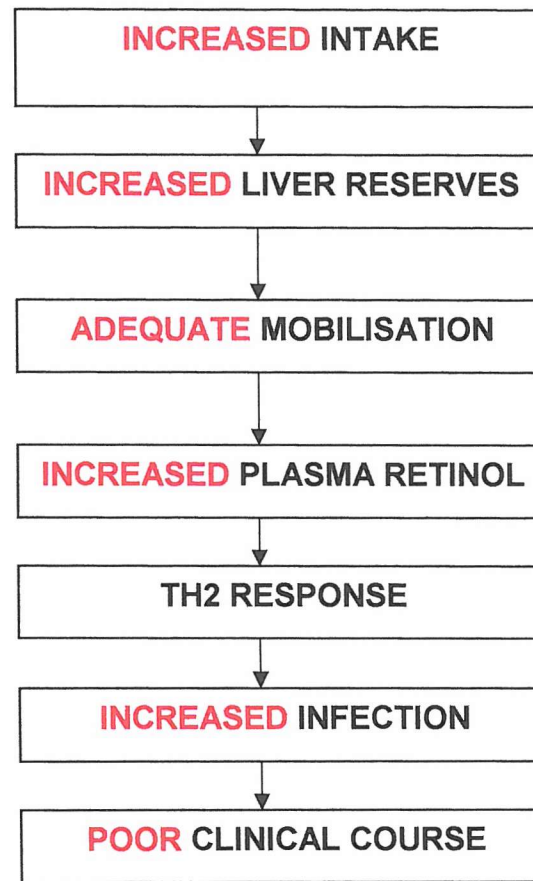 INCREASED INTAKE
INCREASED LIVER RESERVES
ADEQUATE MOBILISATION
INCREASED PLASMA RETINOL
TH2 RESPONSE
INCREASED INFECTION
POOR CLINICAL COURSE